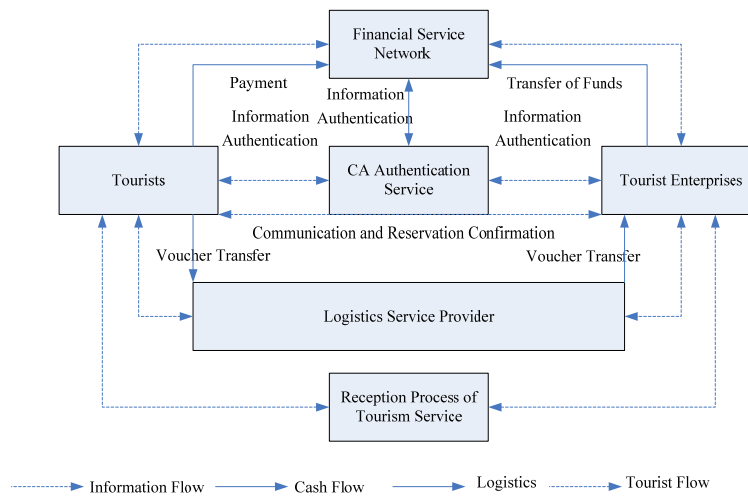 Financial Service
Network
Payment
Transfer of Funds
Information
Authentication
Information
Authentication
Information
Authentication
Tourists
CA Authentication
Service
Tourist Enterprises
Communication and Reservation Confirmation
Voucher Transfer
Voucher Transfer
Logistics Service Provider
Reception Process of
Tourism Service
Information Flow
Cash Flow
Logistics
Tourist Flow